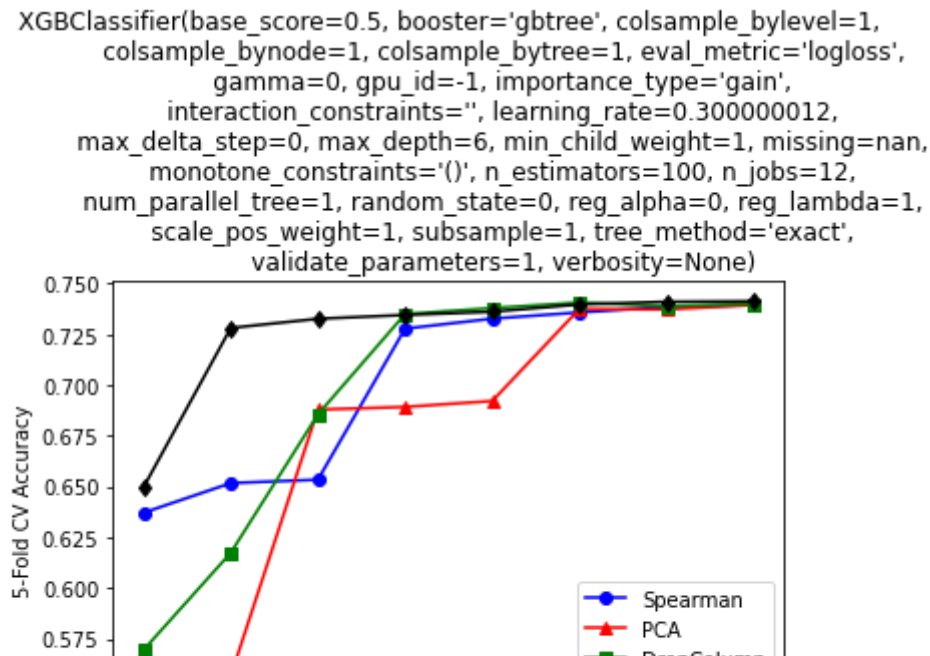 XGBClassifier(base_score=0.5, booster='gbtree', colsample_bylevel=1,
colsample_bynode=1, colsample_bytree=1, eval_metric='logloss',
gamma=0, gpu_id=-1, importance_type='gain',
interaction_constraints='', learning_rate=0.300000012,
max_delta_step=0, max_depth=6, min_child_weight=1, missing=nan,
monotone_constraints='()', n_estimators=100, n_jobs=12,
num_parallel_tree=1, random_state=0, reg_alpha=0, reg_lambda=1,
scale_pos_weight=1, subsample=1, tree_method='exact',
validate_parameters=1, verbosity=None)
0.750
0.725
0.700
0.675
0.650
0.625
0.600
0.575
5-Fold CV Accuracy
Spearman
PCA
DropColumn